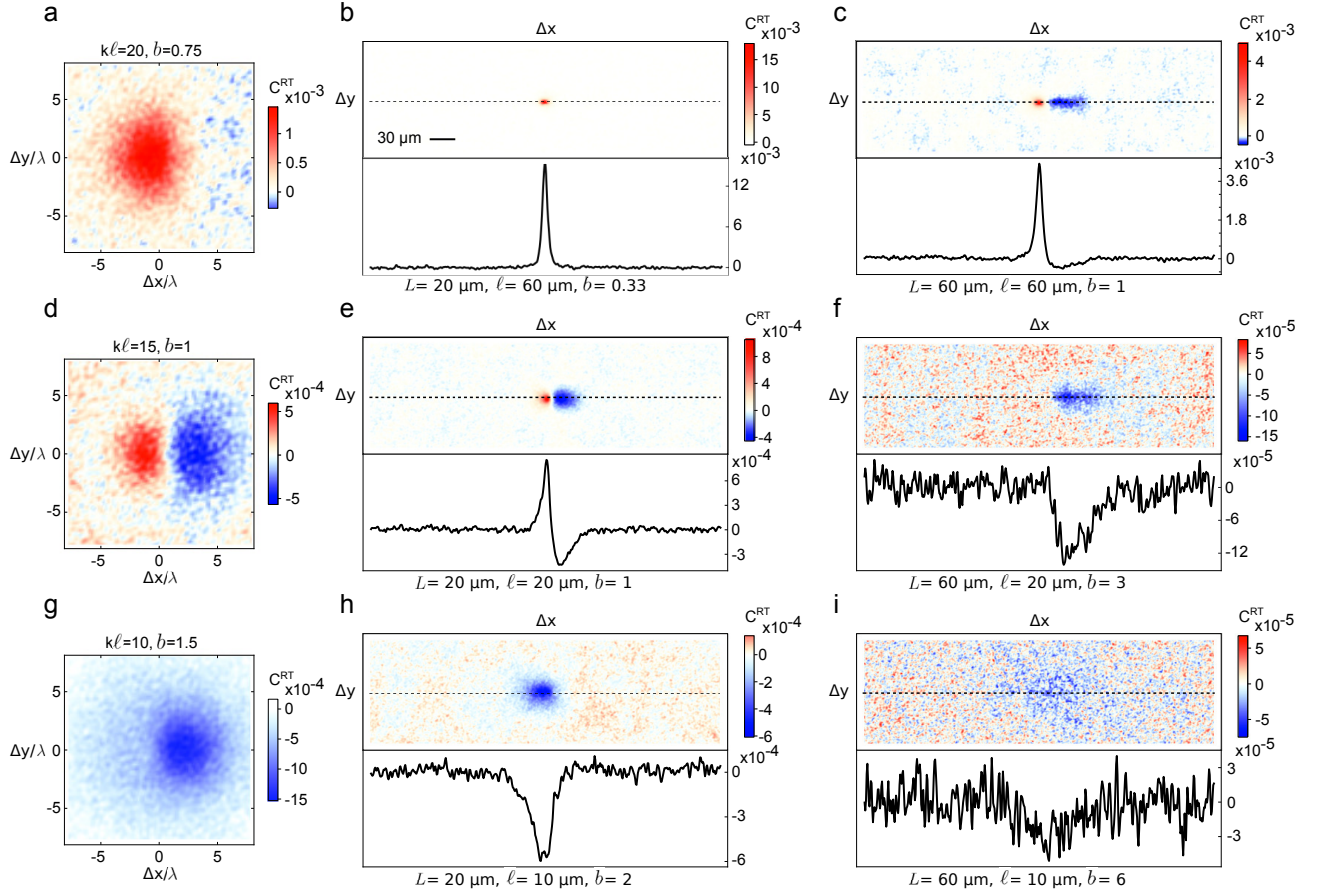 a
kℓ=20, b=0.75
C^RT
x10^-3
1
0.5
0
5
Δy/λ 0
-5
-5 0 5
Δx/λ
b
Δx
C^RT
x10^-3
15
10
5
0
Δy
30 μm
x10^-3
12
6
0
L= 20 μm, ℓ= 60 μm, b= 0.33
c
Δx
C^RT
x10^-3
4
2
0
Δy
x10^-3
3.6
1.8
0
L= 60 μm, ℓ= 60 μm, b= 1
d
kℓ=15, b=1
C^RT
x10^-4
5
0
-5
5
Δy/λ 0
-5
-5 0 5
Δx/λ
e
Δx
C^RT
x10^-4
8
4
0
-4
Δy
x10^-4
6
3
0
-3
L= 20 μm, ℓ= 20 μm, b= 1
f
Δx
C^RT
x10^-5
5
0
-5
-10
-15
Δy
x10^-5
0
-6
-12
L= 60 μm, ℓ= 20 μm, b= 3
g
kℓ=10, b=1.5
C^RT
x10^-4
0
-5
-10
-15
5
Δy/λ 0
-5
-5 0 5
Δx/λ
h
Δx
C^RT
x10^-4
0
-2
-4
-6
Δy
x10^-4
0
-3
-6
L= 20 μm, ℓ= 10 μm, b= 2
i
Δx
C^RT
x10^-5
5
0
-5
Δy
x10^-5
3
0
-3
L= 60 μm, ℓ= 10 μm, b= 6